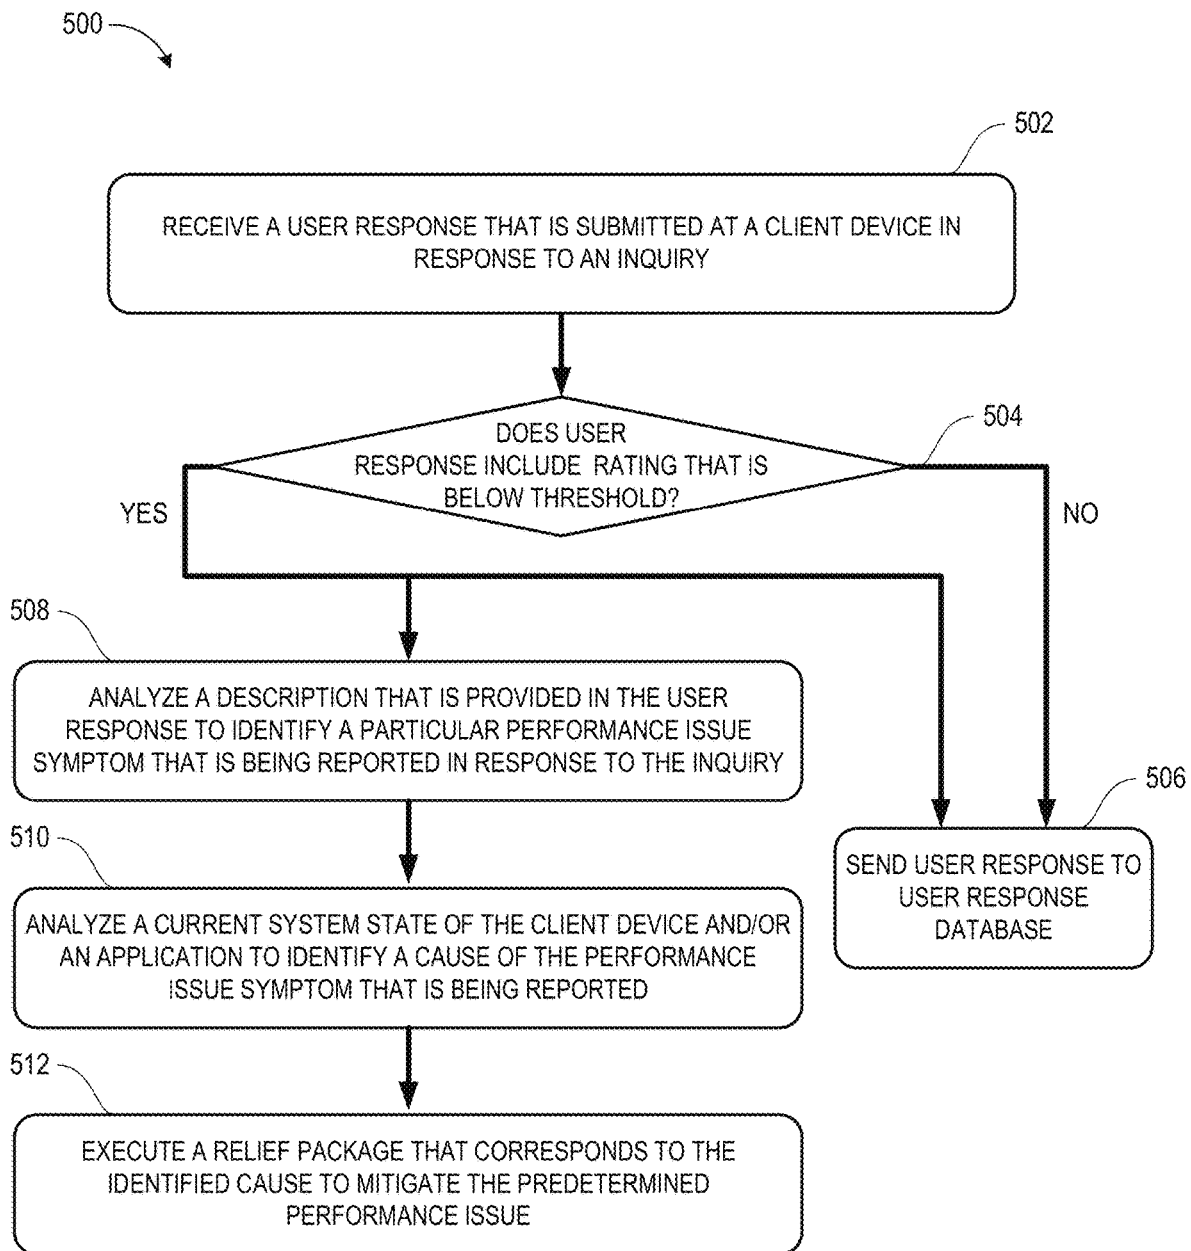 500
502
RECEIVE A USER RESPONSE THAT IS SUBMITTED AT A CLIENT DEVICE IN
RESPONSE TO AN INQUIRY
504
DOES USER
RESPONSE INCLUDE RATING THAT IS
BELOW THRESHOLD?
YES
NO
508
ANALYZE A DESCRIPTION THAT IS PROVIDED IN THE USER
RESPONSE TO IDENTIFY A PARTICULAR PERFORMANCE ISSUE
SYMPTOM THAT IS BEING REPORTED IN RESPONSE TO THE INQUIRY
506
SEND USER RESPONSE TO
USER RESPONSE
DATABASE
510
ANALYZE A CURRENT SYSTEM STATE OF THE CLIENT DEVICE AND/OR
AN APPLICATION TO IDENTIFY A CAUSE OF THE PERFORMANCE
ISSUE SYMPTOM THAT IS BEING REPORTED
512
EXECUTE A RELIEF PACKAGE THAT CORRESPONDS TO THE
IDENTIFIED CAUSE TO MITIGATE THE PREDETERMINED
PERFORMANCE ISSUE